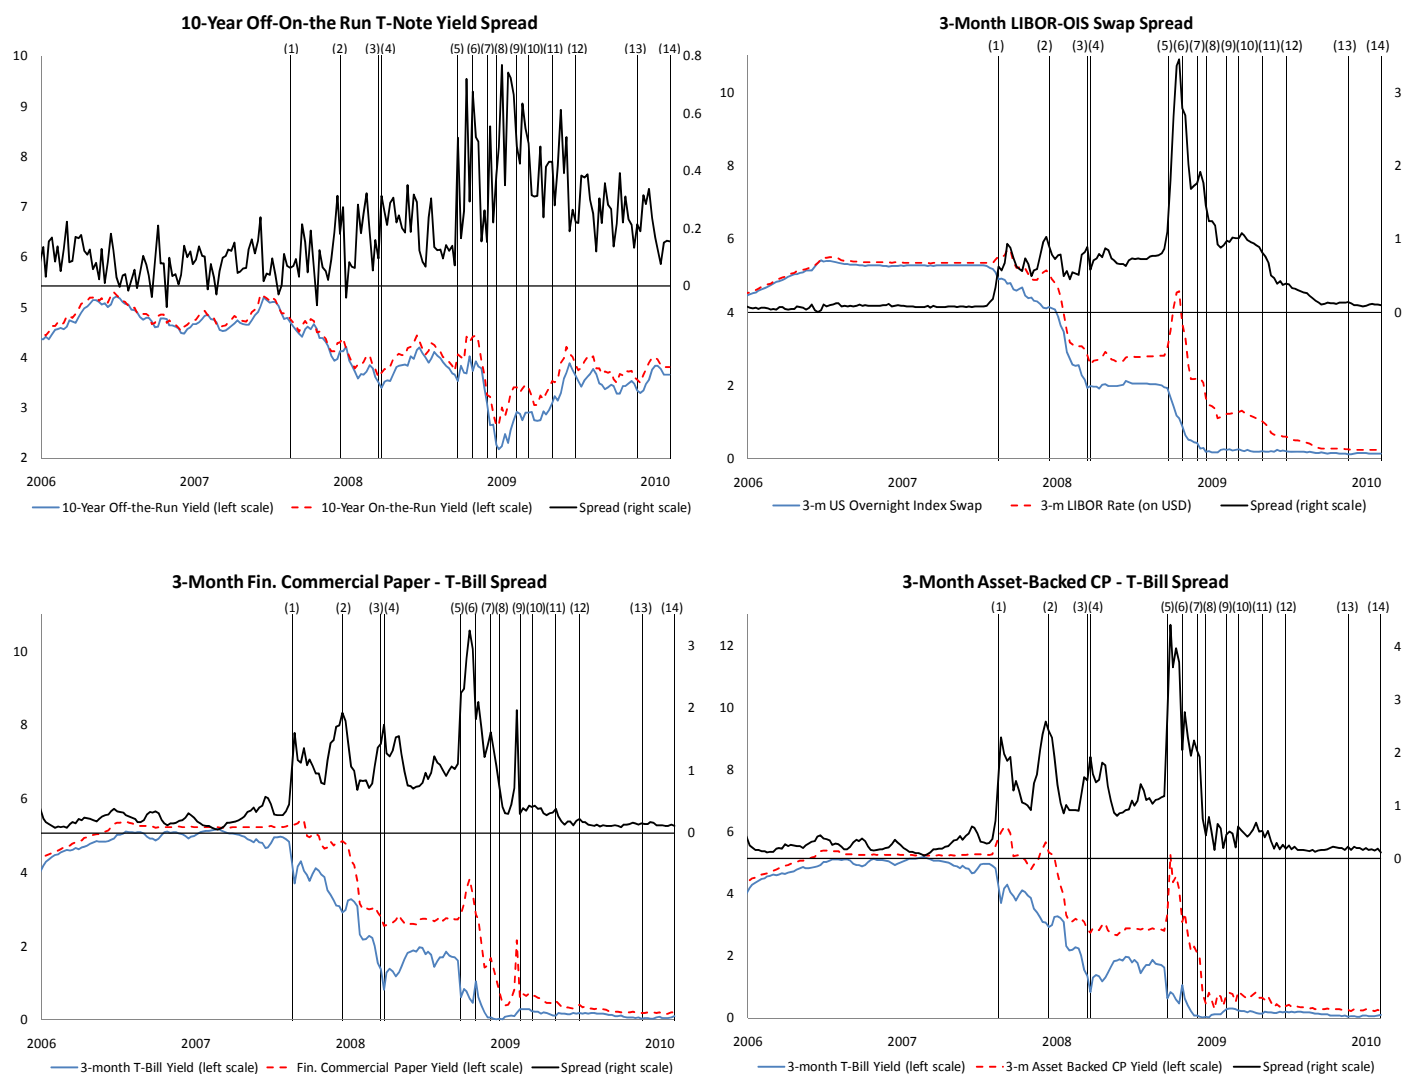 10-Year Off-On-the Run T-Note Yield Spread
(1) (2) (3) (4) (5) (6) (7) (8) (9) (10) (11) (12) (13) (14)
10 0.8
9
8 0.6
7 0.4
6 0.2
5 0
4
3
2
2006 2007 2008 2009 2010
10-Year Off-the-Run Yield (left scale) 10-Year On-the-Run Yield (left scale) Spread (right scale)
3-Month LIBOR-OIS Swap Spread
(1) (2) (3) (4) (5) (6) (7) (8) (9) (10) (11) (12) (13) (14)
10 3
8 2
6 1
4 0
2
0
2006 2007 2008 2009 2010
3-m US Overnight Index Swap 3-m LIBOR Rate (on USD) Spread (right scale)
3-Month Fin. Commercial Paper - T-Bill Spread
(1) (2) (3) (4) (5) (6) (7) (8) (9) (10) (11) (12) (13) (14)
10 3
8 2
6 1
4 0
2
0
2006 2007 2008 2009 2010
3-month T-Bill Yield (left scale) Fin. Commercial Paper Yield (left scale) Spread (right scale)
3-Month Asset-Backed CP - T-Bill Spread
(1) (2) (3) (4) (5) (6) (7) (8) (9) (10) (11) (12) (13) (14)
12 4
10 3
8 2
6 1
4 0
2
0
2006 2007 2008 2009 2010
3-month T-Bill Yield (left scale) 3-m Asset Backed CP Yield (left scale) Spread (right scale)